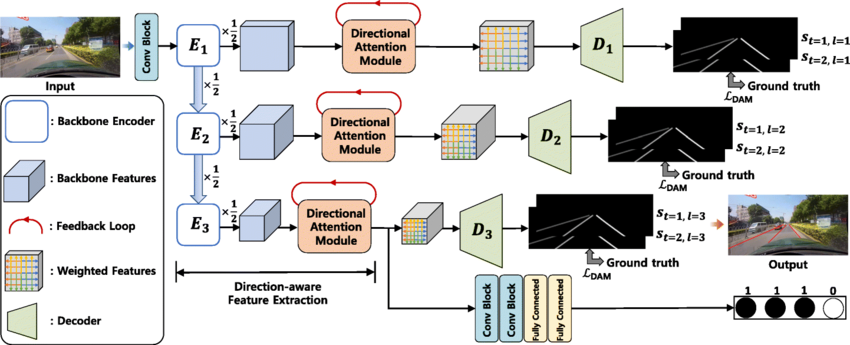 Input
Conv Block
E1
×1/2
Directional
Attention
Module
D1
St=1, l=1
St=2, l=1
Ground truth
ℒDAM
×1/2
: Backbone Encoder
: Backbone Features
: Feedback Loop
: Weighted Features
: Decoder
E2
×1/2
Directional
Attention
Module
D2
St=1, l=2
St=2, l=2
Ground truth
ℒDAM
×1/2
E3
×1/2
Directional
Attention
Module
D3
St=1, l=3
St=2, l=3
Ground truth
ℒDAM
Output
Direction-aware
Feature Extraction
Conv Block
Conv Block
Fully Connected
Fully Connected
1 1 1 0